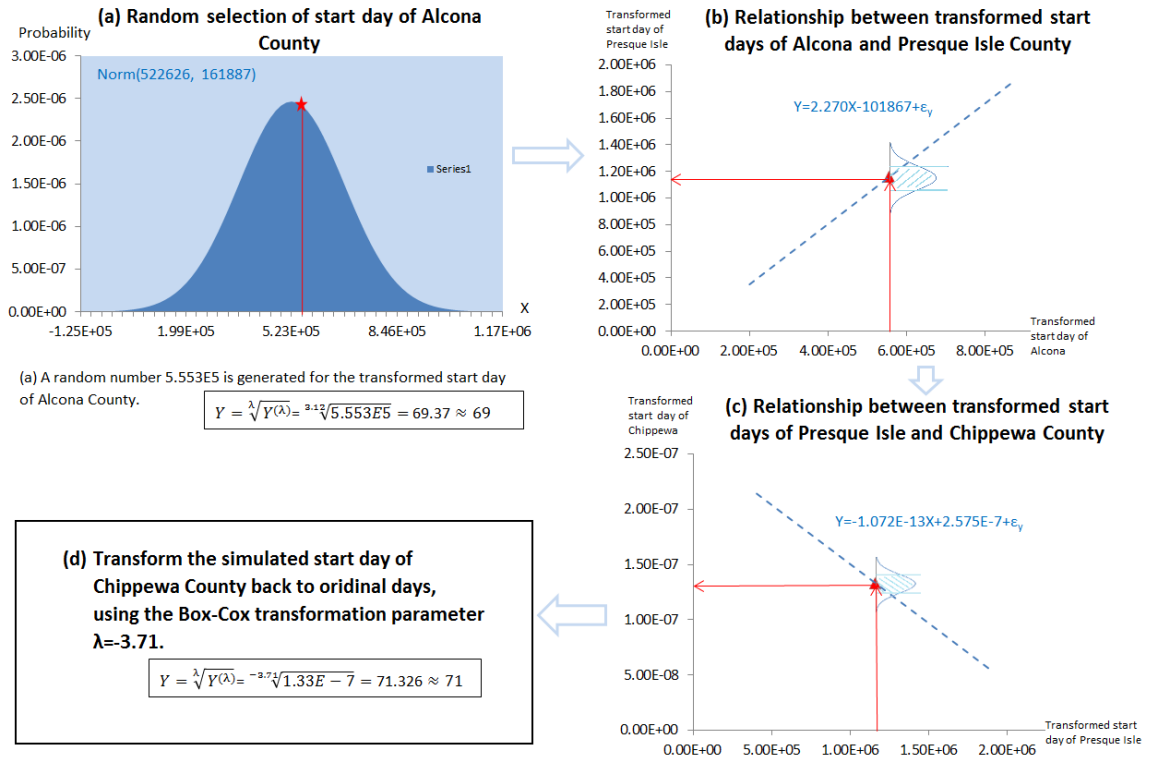 (a) Random selection of start day of Alcona
County
Probability
3.00E-06
2.50E-06
2.00E-06
1.50E-06
1.00E-06
5.00E-07
0.00E+00
Norm(522626, 161887)
Series1
X
-1.25E+05 1.99E+05 5.23E+05 8.46E+05 1.17E+06
(a) A random number 5.553E5 is generated for the transformed start day
of Alcona County.
Y = λ√Y(λ) = 3.12√5.553E5 = 69.37 ≈ 69
Transformed
start day of
Presque Isle
(b) Relationship between transformed start
days of Alcona and Presque Isle County
2.00E+06
1.80E+06
1.60E+06
1.40E+06
1.20E+06
1.00E+06
8.00E+05
6.00E+05
4.00E+05
2.00E+05
0.00E+00
Y=2.270X-101867+εy
0.00E+00 2.00E+05 4.00E+05 6.00E+05 8.00E+05
Transformed
start day of
Alcona
Transformed
start day of
Chippewa
(c) Relationship between transformed start
days of Presque Isle and Chippewa County
2.50E-07
2.00E-07
1.50E-07
1.00E-07
5.00E-08
0.00E+00
Y=-1.072E-13X+2.575E-7+εy
0.00E+00 5.00E+05 1.00E+06 1.50E+06 2.00E+06
Transformed start
day of Presque Isle
(d) Transform the simulated start day of
Chippewa County back to oridinal days,
using the Box-Cox transformation parameter
λ=-3.71.
Y = λ√Y(λ) = -3.71√1.33E − 7 = 71.326 ≈ 71